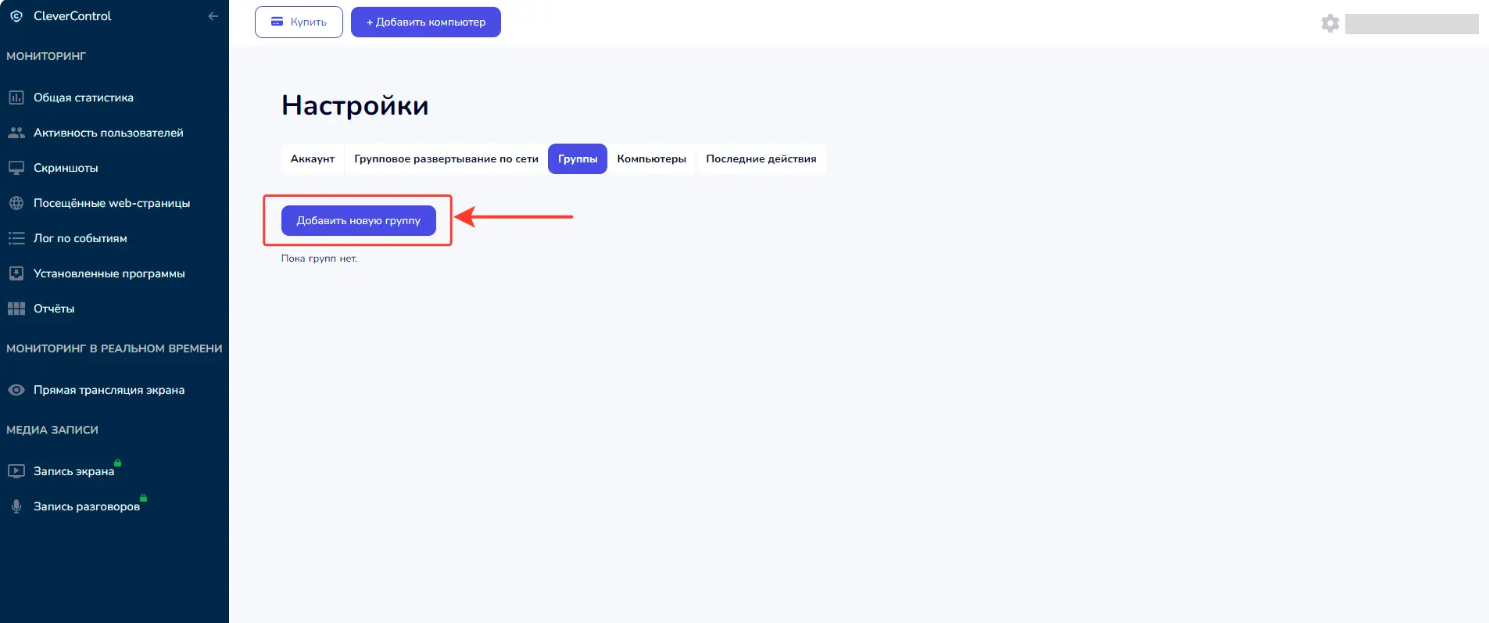 CleverControl
МОНИТОРИНГ
Общая статистика
Активность пользователей
Скриншоты
Посещённые web-страницы
Лог по событиям
Установленные программы
Отчёты
МОНИТОРИНГ В РЕАЛЬНОМ ВРЕМЕНИ
Прямая трансляция экрана
МЕДИА ЗАПИСИ
Запись экрана
Запись разговоров
Купить
+ Добавить компьютер
Настройки
Аккаунт
Групповое развертывание по сети
Группы
Компьютеры
Последние действия
Добавить новую группу
Пока групп нет.